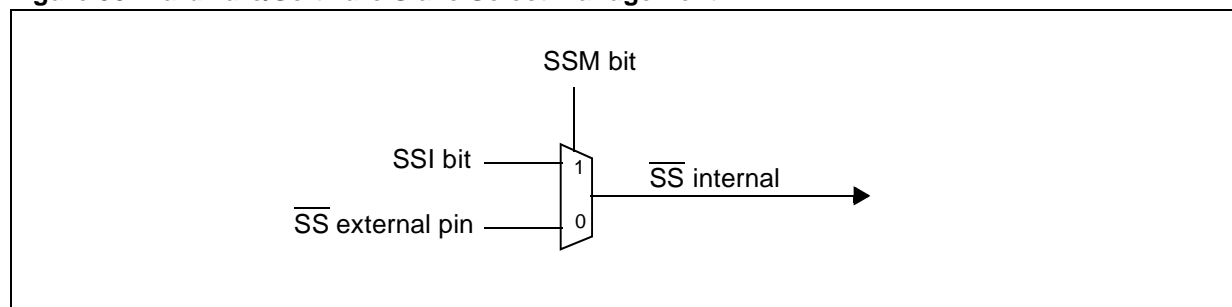 SSM bit
SSI bit
1
SS internal
SS external pin
0